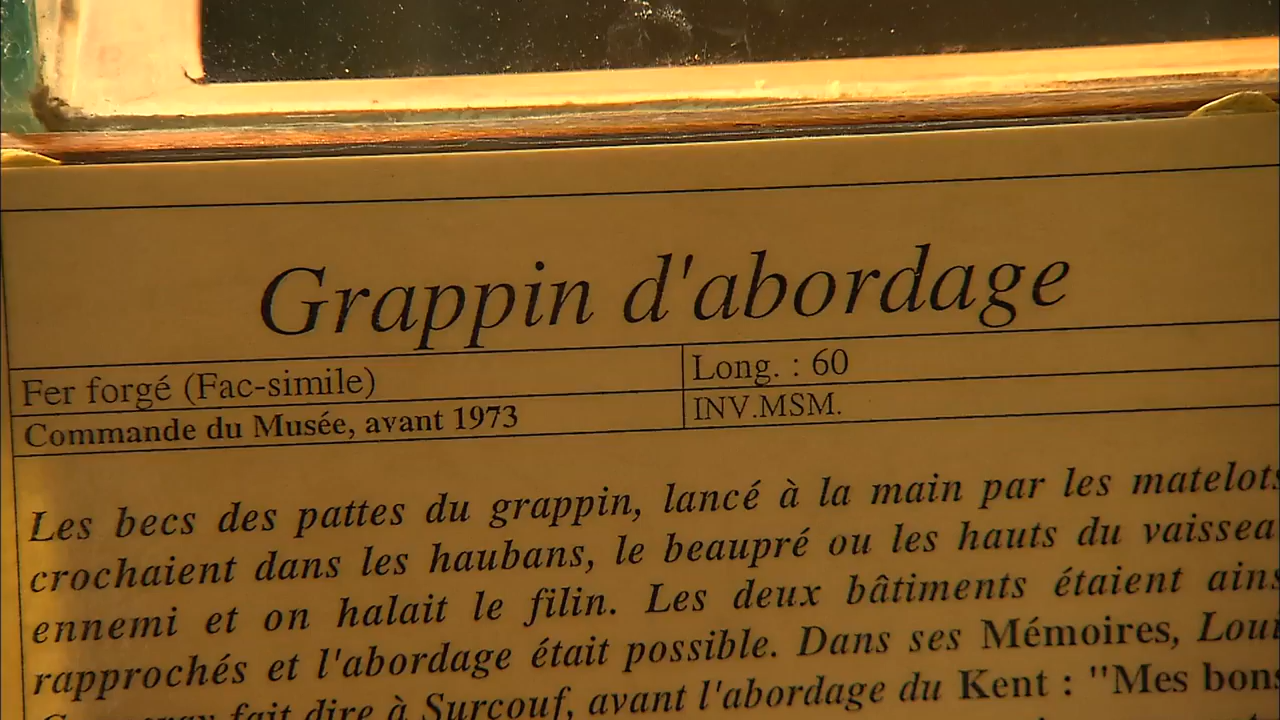 Grappin d'abordage
Fer forgé (Fac-simile)
Long. : 60
Commande du Musée, avant 1973
INV.MSM.
Les becs des pattes du grappin, lancé à la main par les matelots
crochaient dans les haubans, le beaupré ou les hauts du vaissea
ennemi et on halait le filin. Les deux bâtiments étaient ains
rapprochés et l'abordage était possible. Dans ses Mémoires, Loui
fait dire à Surcouf, avant l'abordage du Kent : "Mes bons